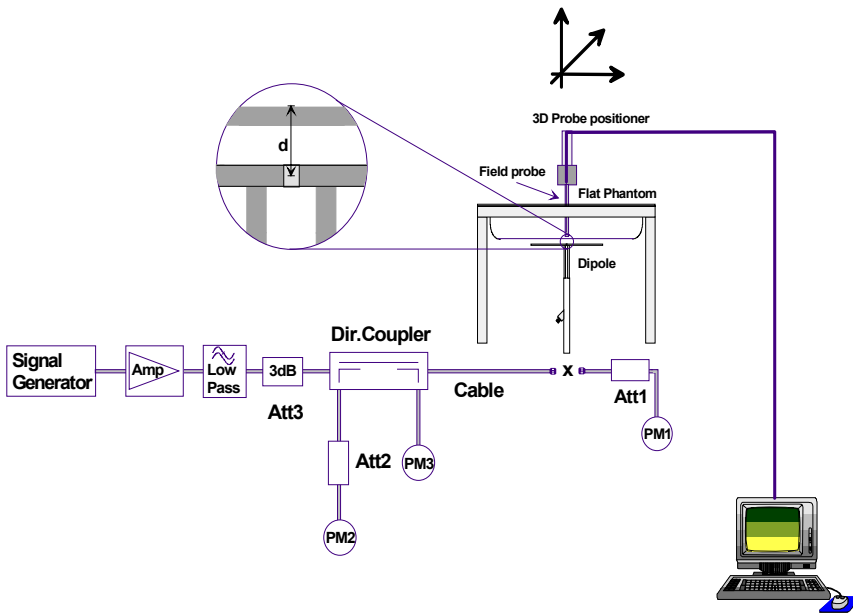 3D Probe positioner
d
Field probe
Flat Phantom
Dipole
Dir.Coupler
Signal
Generator
Amp
Low
Pass
3dB
Att3
Cable
X
Att1
PM1
Att2
PM3
PM2